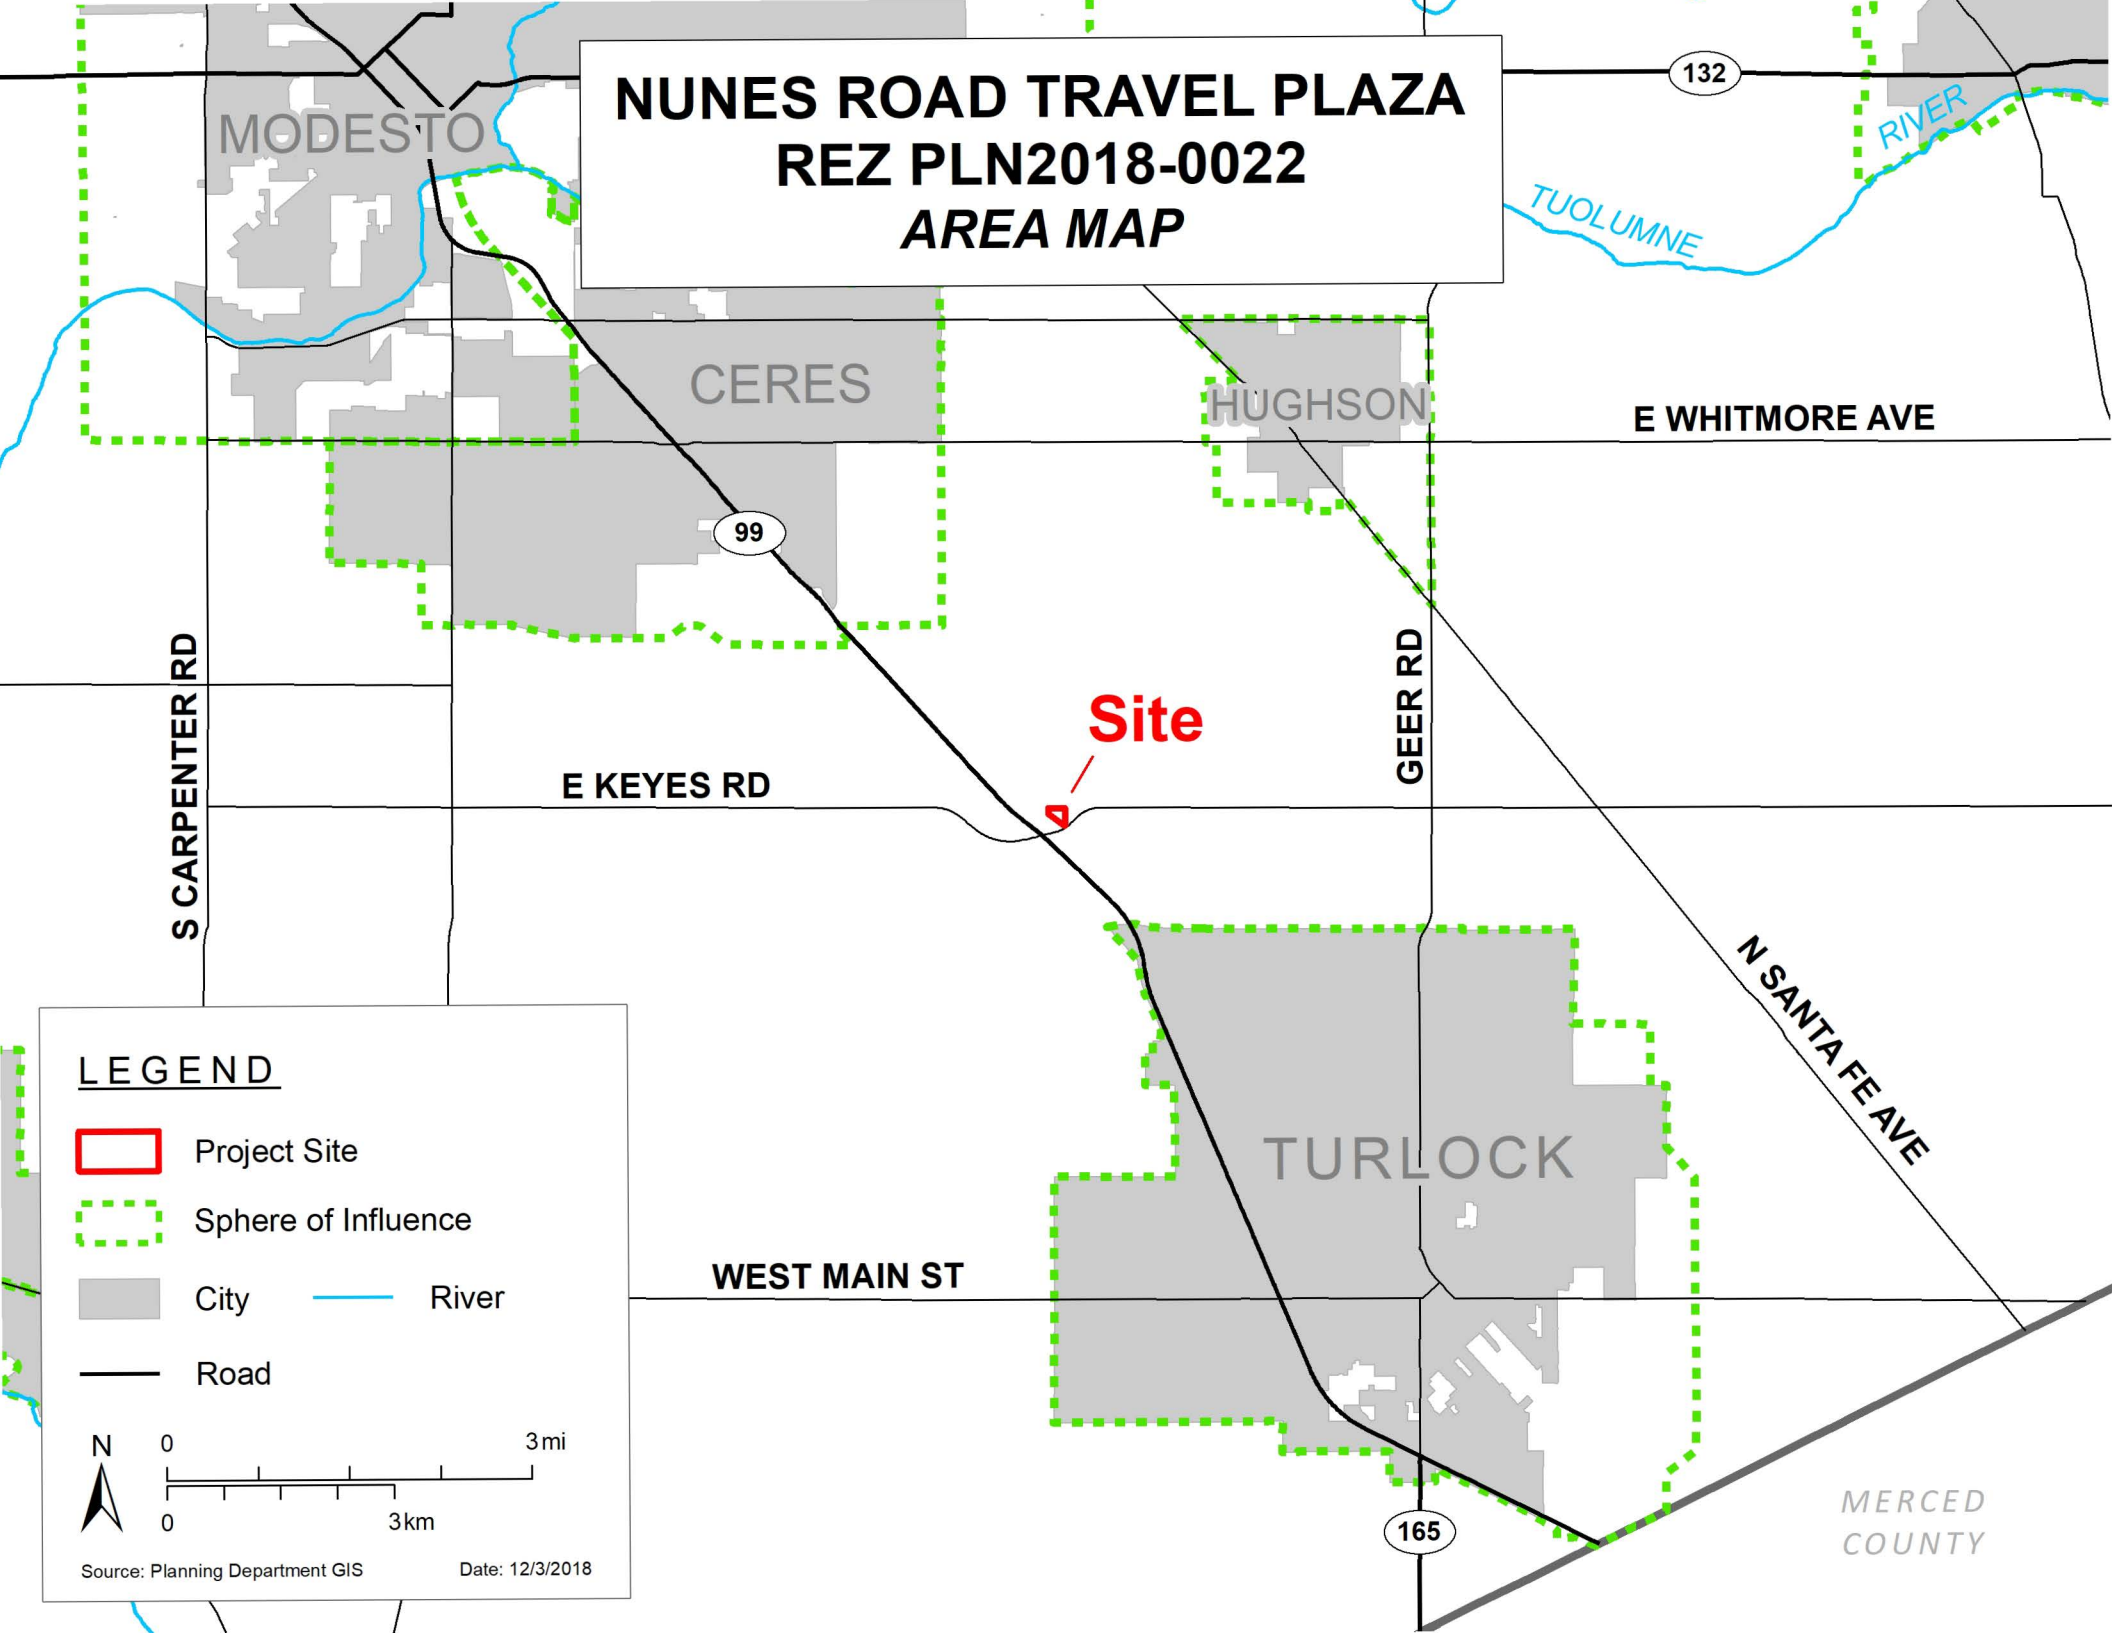 NUNES ROAD TRAVEL PLAZA
REZ PLN2018-0022
AREA MAP
132
RIVER
TUOLUMNE
MODESTO
CERES
HUGHSON
E WHITMORE AVE
99
S CARPENTER RD
GEER RD
Site
E KEYES RD
N SANTA FE AVE
TURLOCK
WEST MAIN ST
165
MERCED
COUNTY
LEGEND
Project Site
Sphere of Influence
City
River
Road
N
0 3 mi
0 3 km
Source: Planning Department GIS Date: 12/3/2018